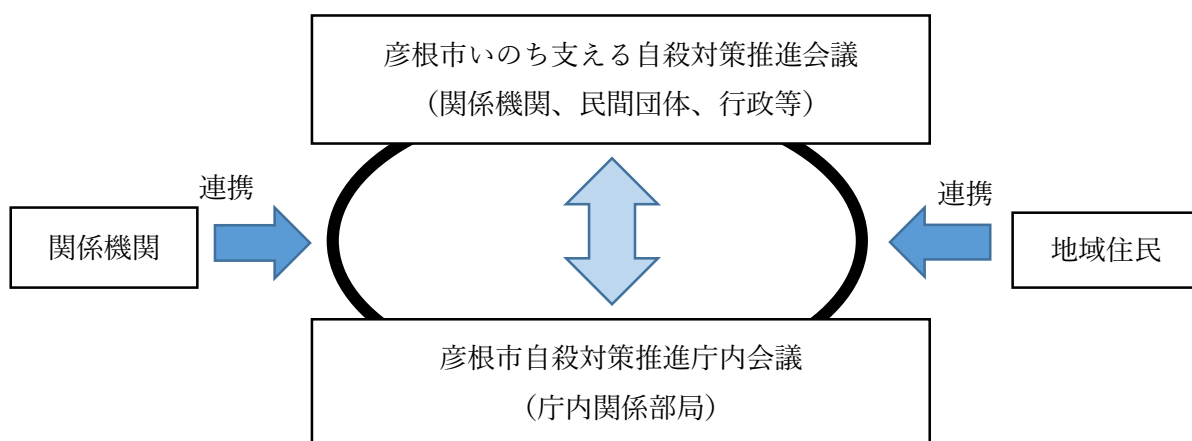 彦根市いのち支える自殺対策推進会議
（関係機関、民間団体、行政等）
連携
連携
関係機関
地域住民
彦根市自殺対策推進庁内会議
（庁内関係部局）